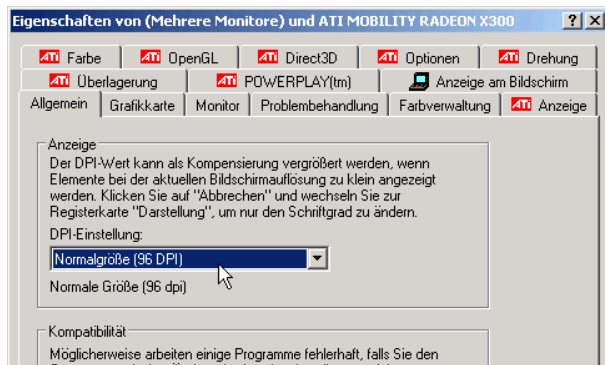 Eigenschaften von (Mehrere Monitore) und ATI MOBILITY RADEON X300
ATI Farbe ATI OpenGL ATI Direct3D ATI Optionen ATI Drehung
ATI Überlagerung ATI POWERPLAY(tm) Anzeige am Bildschirm
Allgemein Grafikkarte Monitor Problembehandlung Farbverwaltung ATI Anzeige
Anzeige
Der DPI-Wert kann als Kompensierung vergrößert werden, wenn
Elemente bei der aktuellen Bildschirmauflösung zu klein angezeigt
werden. Klicken Sie auf "Abbrechen" und wechseln Sie zur
Registerkarte "Darstellung", um nur den Schriftgrad zu ändern.
DPI-Einstellung:
Normalgröße (96 DPI)
Normale Größe (96 dpi)
Kompatibilität
Möglicherweise arbeiten einige Programme fehlerhaft, falls Sie den